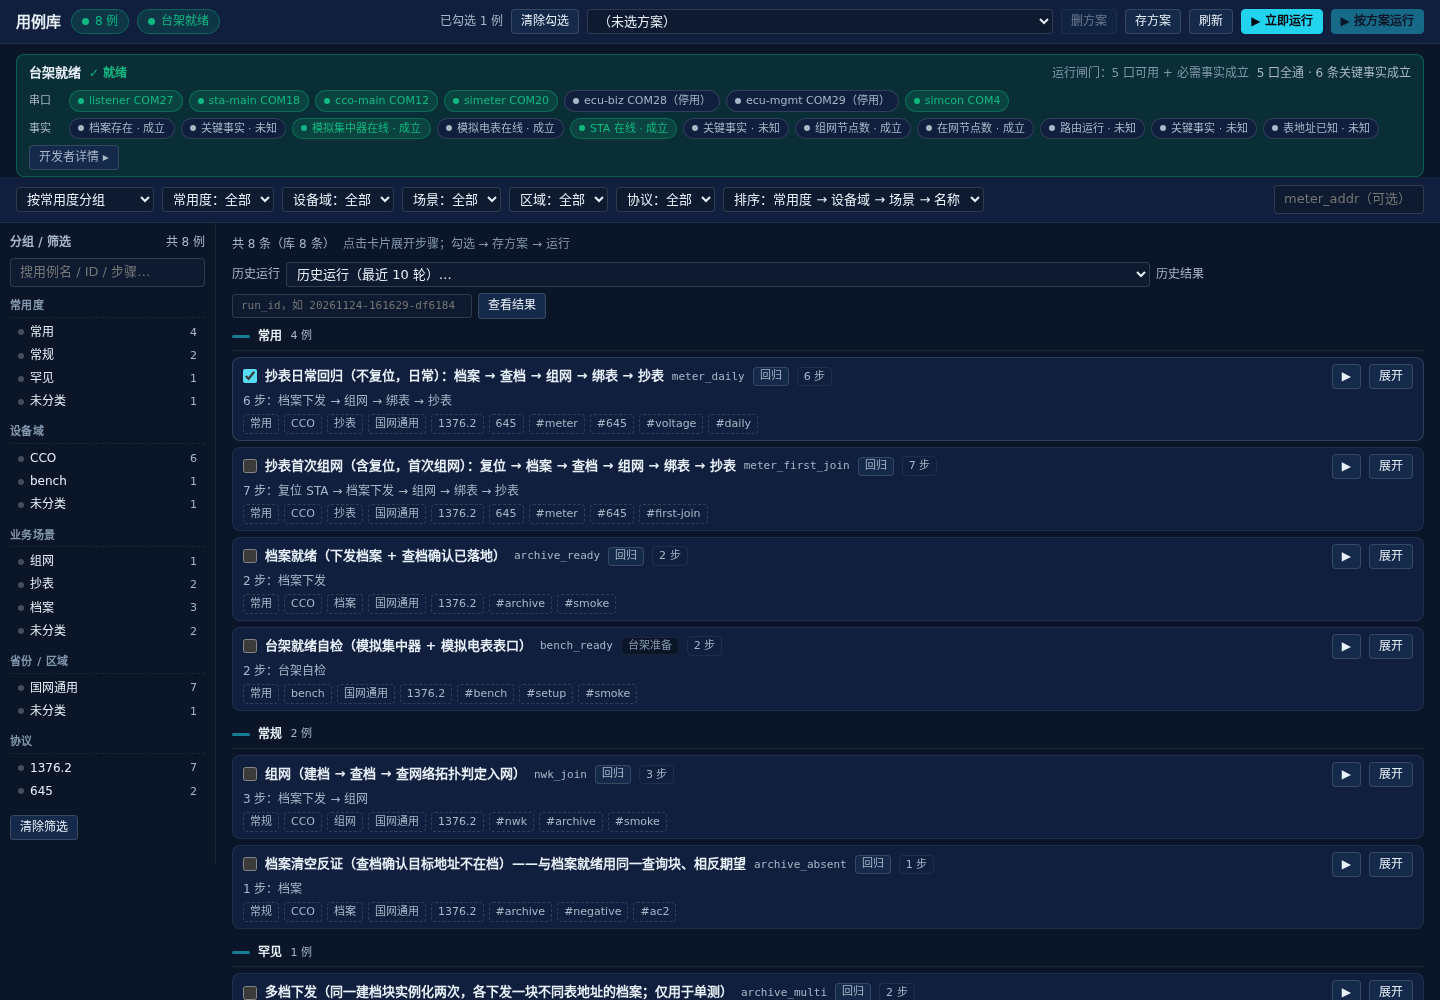 用例库 8 例 台架就绪 已勾选 1 例 清除勾选 （未选方案） 删方案 存方案 刷新 ▶ 立即运行 ▶ 按方案运行
台架就绪 ✓ 就绪 运行闸门：5 口可用 + 必需事实成立 5 口全通 · 6 条关键事实成立
串口 listener COM27 sta-main COM18 cco-main COM12 simeter COM20 ecu-biz COM28（停用） ecu-mgmt COM29（停用） simcon COM4
事实 档案存在 · 成立 关键事实 · 未知 模拟集中器在线 · 成立 模拟电表在线 · 成立 STA 在线 · 成立 关键事实 · 未知 组网节点数 · 成立 在网节点数 · 成立 路由运行 · 未知 关键事实 · 未知 表地址已知 · 未知
开发者详情 ▸
按常用度分组 常用度：全部 设备域：全部 场景：全部 区域：全部 协议：全部 排序：常用度 → 设备域 → 场景 → 名称 meter_addr（可选）
分组 / 筛选 共 8 例
搜用例名 / ID / 步骤…
常用度
常用 4
常规 2
罕见 1
未分类 1
设备域
CCO 6
bench 1
未分类 1
业务场景
组网 1
抄表 2
档案 3
未分类 2
省份 / 区域
国网通用 7
未分类 1
协议
1376.2 7
645 2
清除筛选
共 8 条（库 8 条） 点击卡片展开步骤；勾选 → 存方案 → 运行
历史运行 历史运行（最近 10 轮）… 历史结果
run_id，如 20261124-161629-df6184 查看结果
常用 4 例
抄表日常回归（不复位，日常）：档案 → 查档 → 组网 → 绑表 → 抄表 meter_daily 回归 6 步 ▶ 展开
6 步：档案下发 → 组网 → 绑表 → 抄表
常用 CCO 抄表 国网通用 1376.2 645 #meter #645 #voltage #daily
抄表首次组网（含复位，首次组网）：复位 → 档案 → 查档 → 组网 → 绑表 → 抄表 meter_first_join 回归 7 步 ▶ 展开
7 步：复位 STA → 档案下发 → 组网 → 绑表 → 抄表
常用 CCO 抄表 国网通用 1376.2 645 #meter #645 #first-join
档案就绪（下发档案 + 查档确认已落地） archive_ready 回归 2 步 ▶ 展开
2 步：档案下发
常用 CCO 档案 国网通用 1376.2 #archive #smoke
台架就绪自检（模拟集中器 + 模拟电表表口） bench_ready 台架准备 2 步 ▶ 展开
2 步：台架自检
常用 bench 国网通用 1376.2 #bench #setup #smoke
常规 2 例
组网（建档 → 查档 → 查网络拓扑判定入网） nwk_join 回归 3 步 ▶ 展开
3 步：档案下发 → 组网
常规 CCO 组网 国网通用 1376.2 #nwk #archive #smoke
档案清空反证（查档确认目标地址不在档）——与档案就绪用同一查询块、相反期望 archive_absent 回归 1 步 ▶ 展开
1 步：档案
常规 CCO 档案 国网通用 1376.2 #archive #negative #ac2
罕见 1 例
多档下发（同一建档块实例化两次，各下发一块不同表地址的档案；仅用于单测） archive_multi 回归 2 步 ▶ 展开